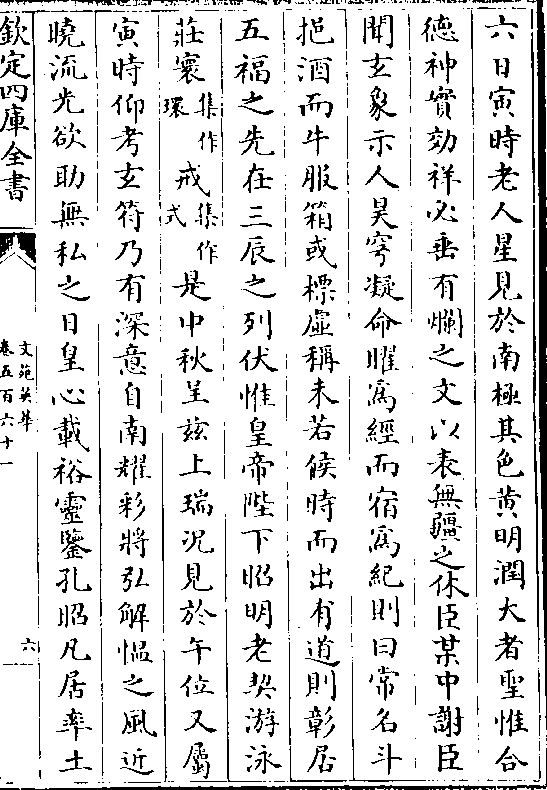 六日寅時老人星見於南極其色黄明潤大者聖惟合
德神實効祥必垂有爛之文以表無疆之休臣某中謝臣
聞玄象示人昊穹凝命曜為經而宿為紀則曰常名斗
挹酒而牛服箱或標虛稱未若候時而出有道則彰居
五福之先在三辰之列伏惟皇帝陛下昭明老契游泳
莊寰集作環戒集作式是中秋呈兹上瑞況見於午位又屬
寅時仰考玄符乃有深意自南耀彩將弘解愠之風近
曉流光欲助無私之日皇心載裕靈鑒孔昭凡居率土
欽定四庫全書
文苑英華
卷五百六十一
六